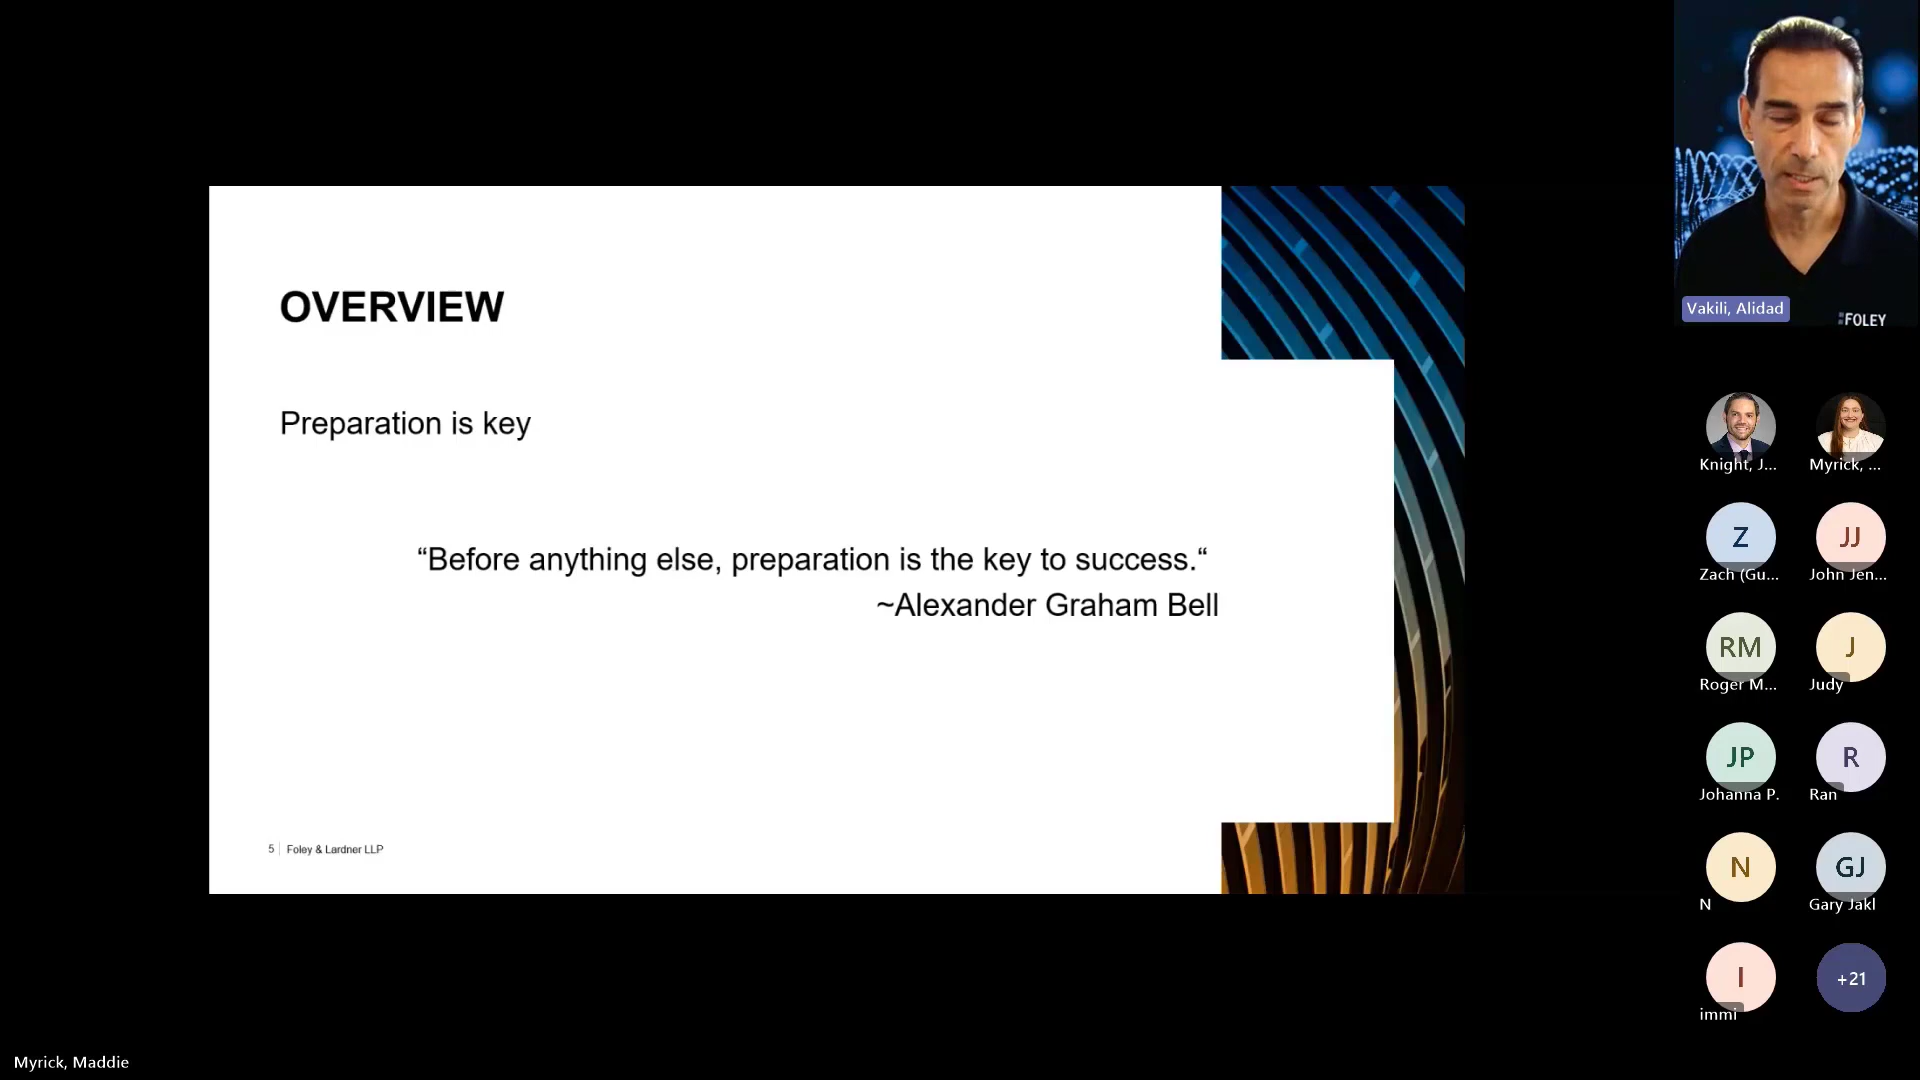 OVERVIEW
Preparation is key
“Before anything else, preparation is the key to success.“
~Alexander Graham Bell
5 Foley & Lardner LLP
Vakili, Alidad
FOLEY
Knight, J...
Myrick, ...
Z
JJ
Zach (Gu...
John Jen...
RM
J
Roger M...
Judy
JP
R
Johanna P.
Ran
N
GJ
N
Gary Jakl
I
+21
immi
Myrick, Maddie